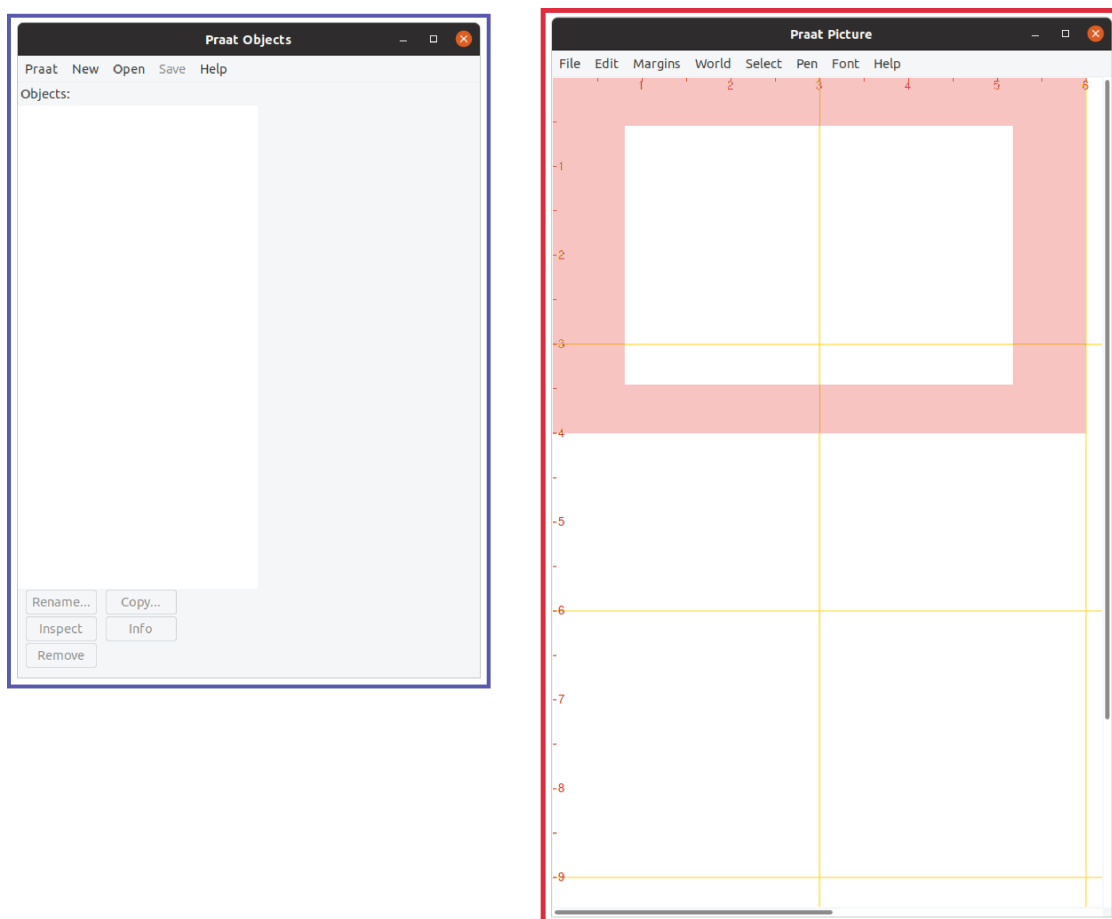 Praat Objects
Praat New Open Save Help
Objects:
Rename... Copy...
Inspect Info
Remove
Praat Picture
File Edit Margins World Select Pen Font Help
1 2 3 4 5 6
1
2
3
4
5
6
7
8
9